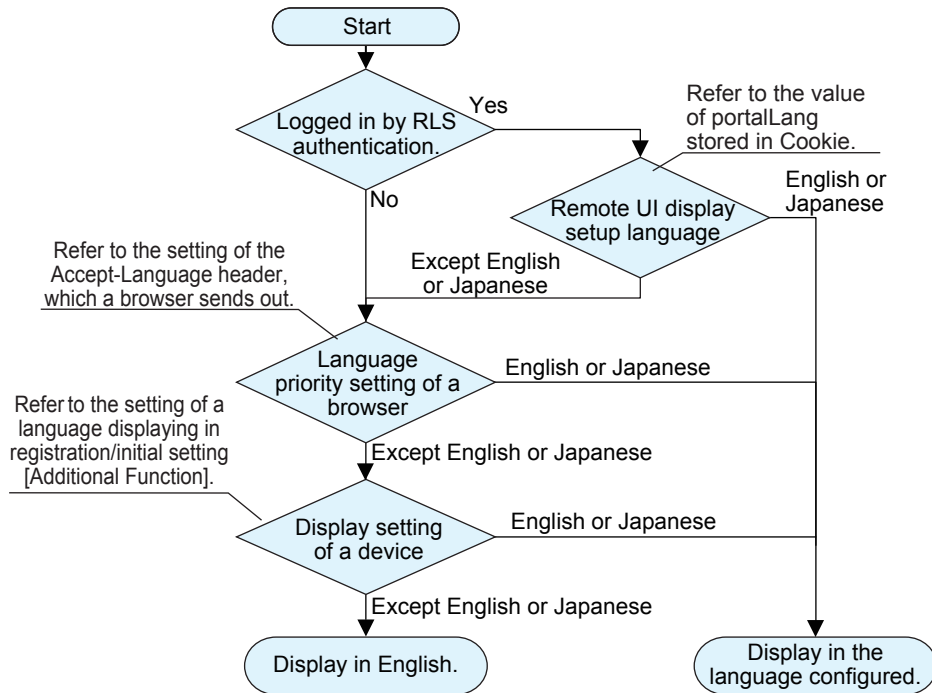 Start
Logged in by RLS
authentication.
Yes
Refer to the value
of portalLang
stored in Cookie.
No
Remote UI display
setup language
English or
Japanese
Except English
or Japanese
Refer to the setting of the
Accept-Language header,
which a browser sends out.
Language
priority setting of a
browser
English or Japanese
Refer to the setting of a
language displaying in
registration/initial setting
[Additional Function].
Except English or Japanese
Display setting
of a device
English or Japanese
Except English or Japanese
Display in English.
Display in the
language configured.